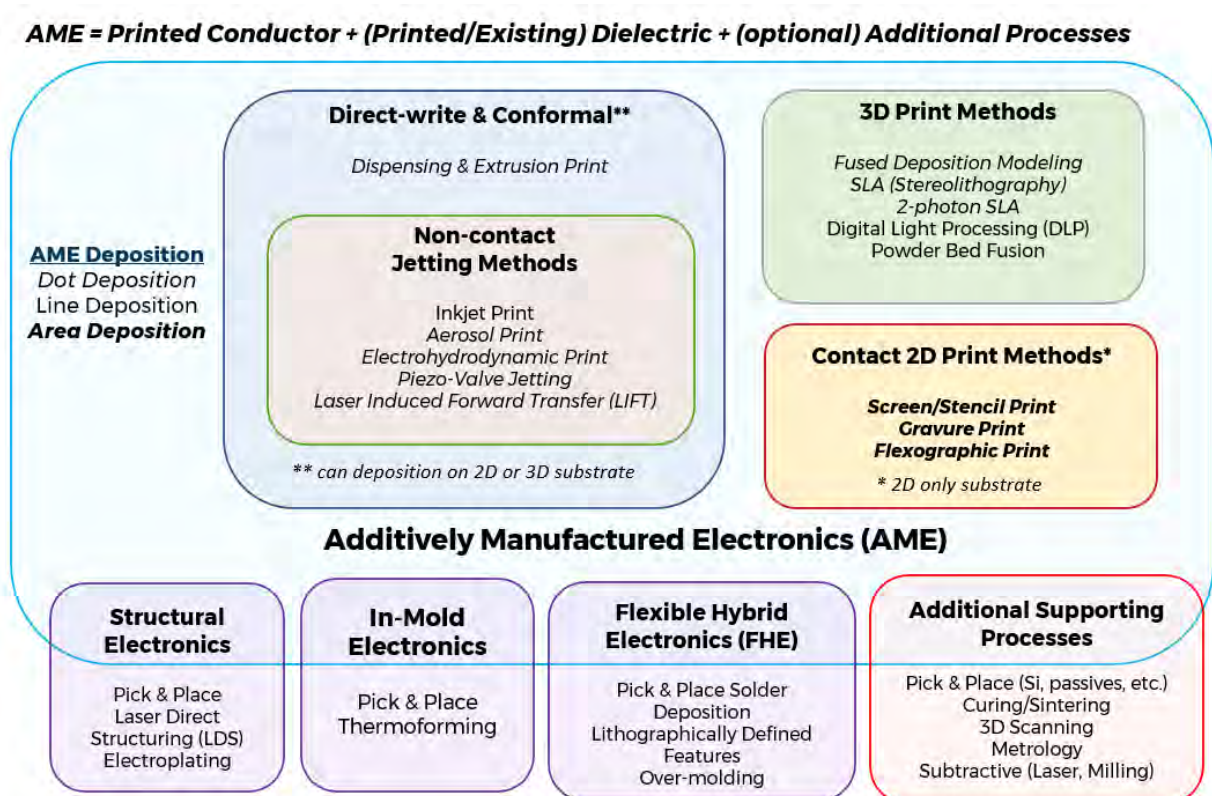 AME = Printed Conductor + (Printed/Existing) Dielectric + (optional) Additional Processes
Direct-write & Conformal**
Dispensing & Extrusion Print
Non-contact
Jetting Methods
Inkjet Print
Aerosol Print
Electrohydrodynamic Print
Piezo-Valve Jetting
Laser Induced Forward Transfer (LIFT)
** can deposition on 2D or 3D substrate
3D Print Methods
Fused Deposition Modeling
SLA (Stereolithography)
2-photon SLA
Digital Light Processing (DLP)
Powder Bed Fusion
AME Deposition
Dot Deposition
Line Deposition
Area Deposition
Contact 2D Print Methods*
Screen/Stencil Print
Gravure Print
Flexographic Print
* 2D only substrate
Additively Manufactured Electronics (AME)
Structural
Electronics
Pick & Place
Laser Direct
Structuring (LDS)
Electroplating
In-Mold
Electronics
Pick & Place
Thermoforming
Flexible Hybrid
Electronics (FHE)
Pick & Place Solder
Deposition
Lithographically Defined
Features
Over-molding
Additional Supporting
Processes
Pick & Place (Si, passives, etc.)
Curing/Sintering
3D Scanning
Metrology
Subtractive (Laser, Milling)